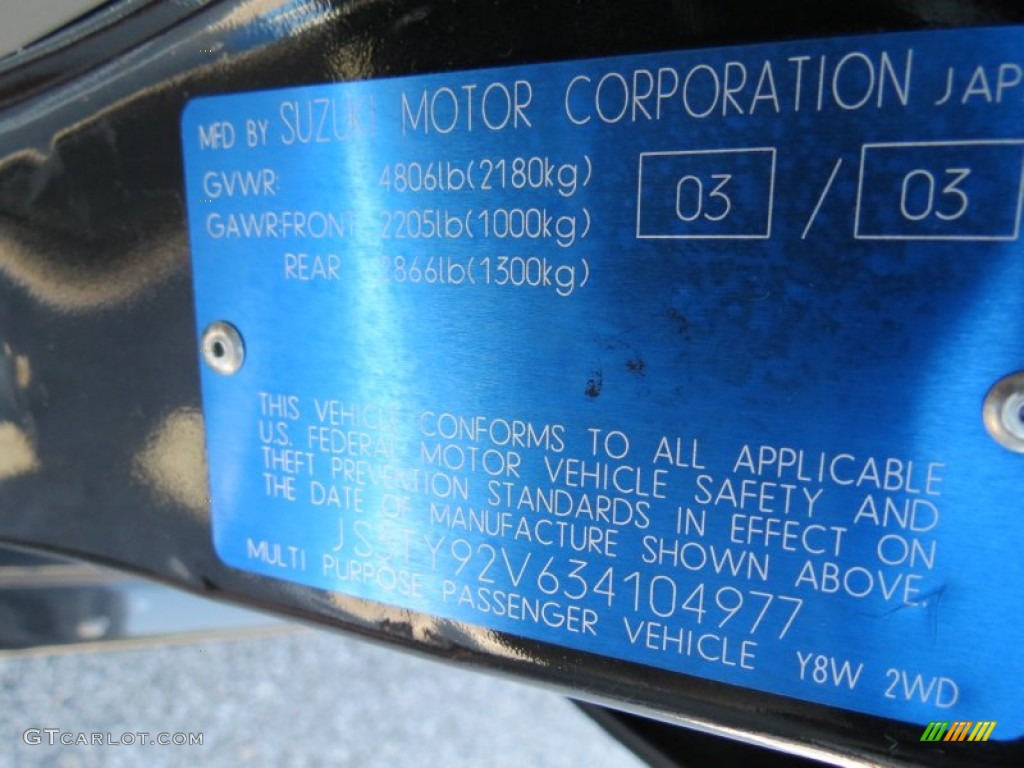 MFD BY SUZUKI MOTOR CORPORATION JAP
GVWR: 4806lb(2180kg)
GAWR:FRONT 2205lb(1000kg)
REAR 2866lb(1300kg)
03 / 03
THIS VEHICLE CONFORMS TO ALL APPLICABLE
U.S. FEDERAL MOTOR VEHICLE SAFETY AND
THEFT PREVENTION STANDARDS IN EFFECT ON
THE DATE OF MANUFACTURE SHOWN ABOVE.
JS3TY92V634104977
MULTI PURPOSE PASSENGER VEHICLE Y8W 2WD
GTCARLOT.COM